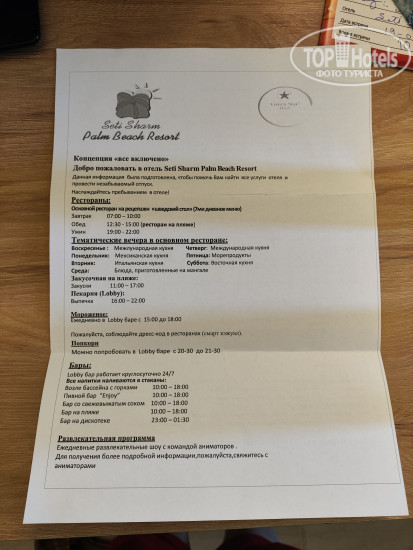 TOPHotels
ФОТО ТУРИСТА
Отель
Дата встречи
Seti Sharm
Palm Beach Resort
Концепция «все включено»
Добро пожаловать в отель Seti Sharm Palm Beach Resort
Данная информация была подготовлена, чтобы помочь Вам найти все услуги отеля и
провести незабываемый отпуск.
Наслаждайтесь пребыванием в отеле!
Рестораны:
Основной ресторан на рецепшен «шведский стол» (7ми дневное меню)
Завтрак 07:00 – 10:00
Обед 12:30 - 15:00 (ресторан на пляже)
Ужин 19:00 - 22:00
Тематические вечера в основном ресторане:
Воскресенье : Межнународная кухня Четверг: Международная кухня
Понедельник: Мексиканская кухня Пятница: Морепродукты
Вторник: Итальянская кухня Суббота: Восточная кухня
Среда: Блюда, приготовленные на мангале
Закусочная на пляже:
Закуски 11:00 – 17:00
Пекарня (Lobby):
Выпечка 16:00 – 22:00
Мороженое:
Ежедневно в Lobby баре с 15:00 до 18:00
Пожалуйста, соблюдайте дресс-код в ресторанах (смарт кэжуэл).
Попкорн
Можно попробовать в Lobby баре с 20-30 до 21-30
Бары:
Lobby бар работает круглосуточно 24/7
Все напитки наливаются в стаканы:
Возле бассейна с горками 10:00 – 18:00
Пивной бар "Enjoy" 10:00 – 18:00
Бар со свежевыжатым соком 10:00 – 18:00
Бар на пляже 10:00 – 18:00
Бар на дискотеке 23:00 – 01:30
Развлекательная программа
Ежедневные развлекательные шоу с командой аниматоров .
Для получения более подробной информации,пожалуйста,свяжитесь с
аниматорами